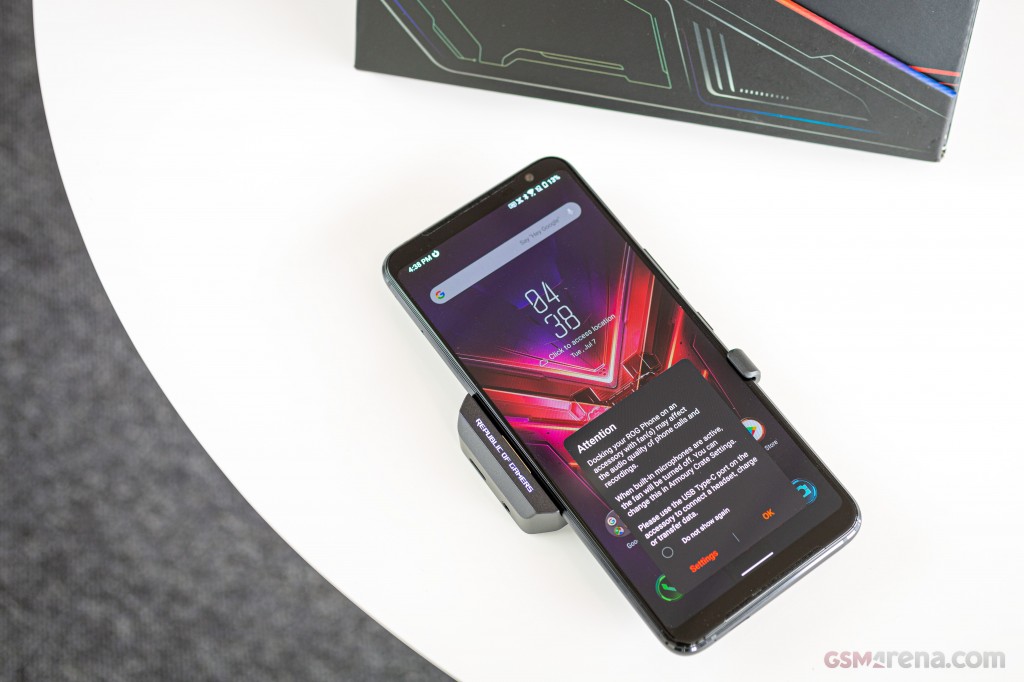 4:38 PM
13%
Say "Hey Google"
04
38
Click to access location
Tue, Jul 7
REPUBLIC OF GAMERS
Attention
Docking your ROG Phone on an
accessory with fan(s) may affect
the audio quality of phone calls and
recordings.
When built-in microphones are active,
the fan will be turned off. You can
change this in Armoury Crate Settings.
Please use the USB Type-C port on the
accessory to connect a headset, charge
or transfer data.
Do not show again
Settings
OK
Goo
Store
GSMarena.com